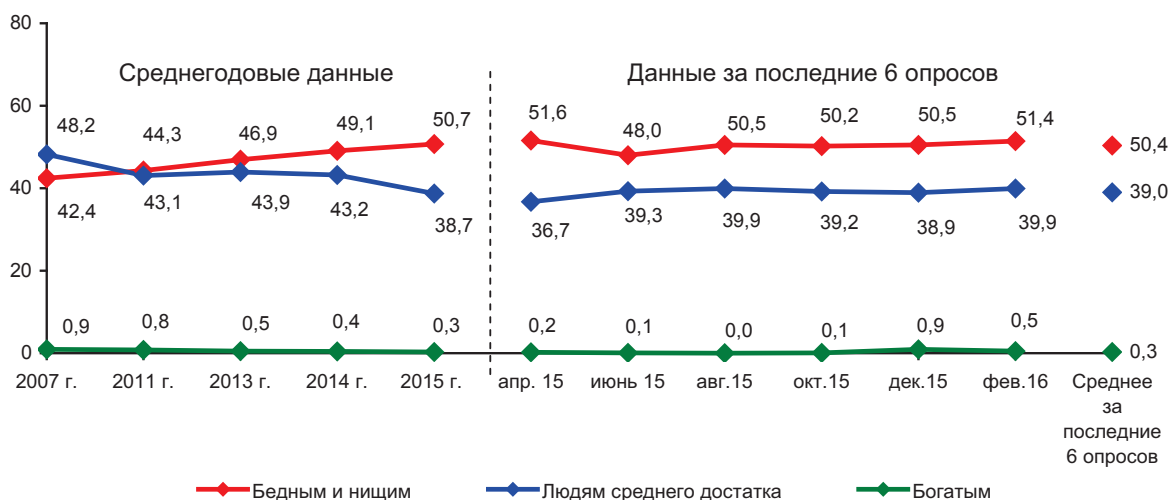 80
Среднегодовые данные
Данные за последние 6 опросов
60
48,2 44,3 46,9 49,1 50,7 51,6 48,0 50,5 50,2 50,5 51,4 50,4
40
42,4 43,1 43,9 43,2 38,7 36,7 39,3 39,9 39,2 38,9 39,9 39,0
20
0,9 0,8 0,5 0,4 0,3 0,2 0,1 0,0 0,1 0,9 0,5 0,3
0
2007 г. 2011 г. 2013 г. 2014 г. 2015 г. апр. 15 июнь 15 авг.15 окт.15 дек.15 фев.16 Среднее
за
последние
6 опросов
Бедным и нищим Людям среднего достатка Богатым